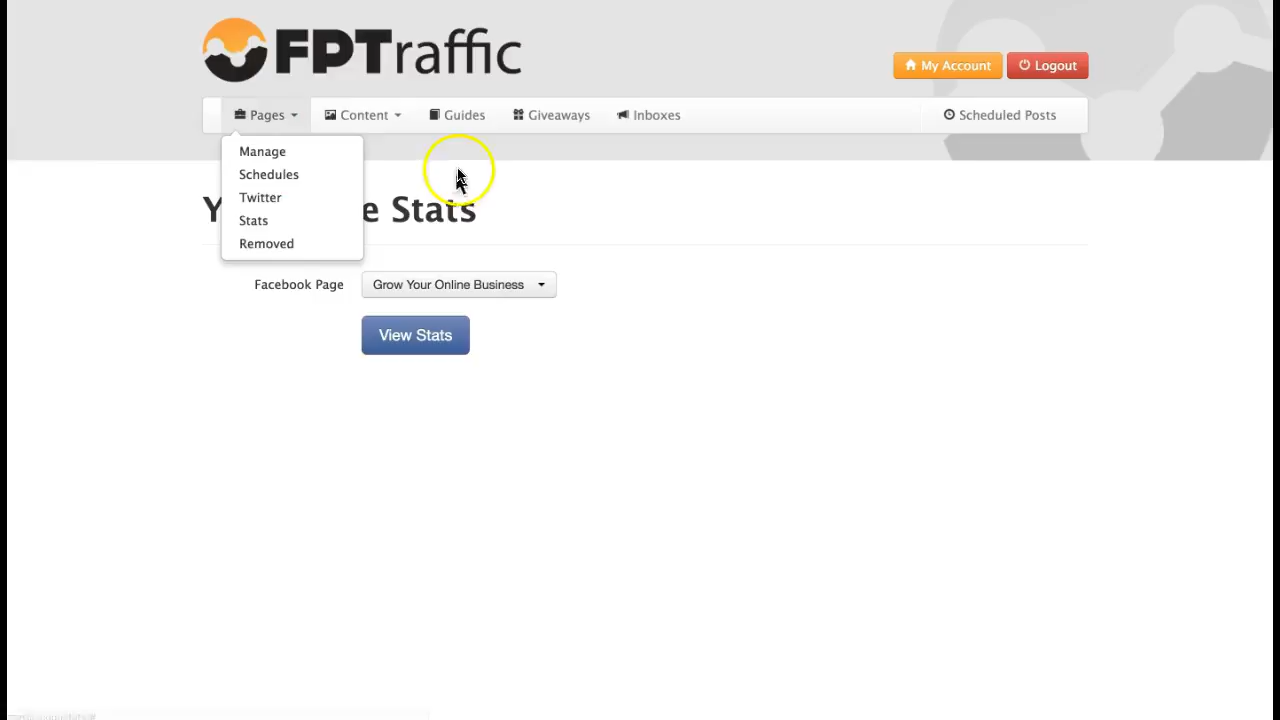 FPTraffic
My Account
Logout
Pages
Content
Guides
Giveaways
Inboxes
Scheduled Posts
Manage
Schedules
Twitter
Stats
Removed
Stats
Facebook Page
Grow Your Online Business
View Stats